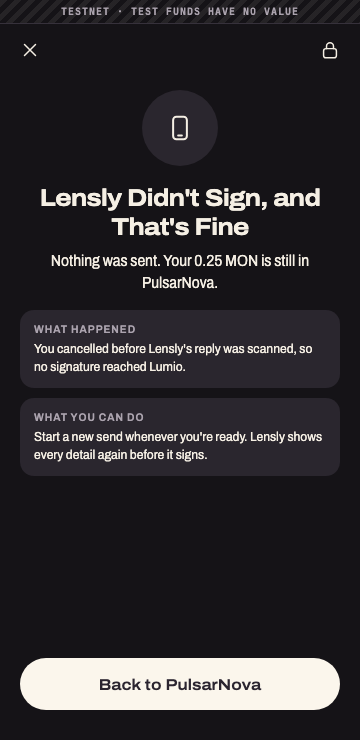 TESTNET · TEST FUNDS HAVE NO VALUE
Lensly Didn't Sign, and
That's Fine
Nothing was sent. Your 0.25 MON is still in
PulsarNova.
WHAT HAPPENED
You cancelled before Lensly's reply was scanned, so
no signature reached Lumio.
WHAT YOU CAN DO
Start a new send whenever you're ready. Lensly shows
every detail again before it signs.
Back to PulsarNova